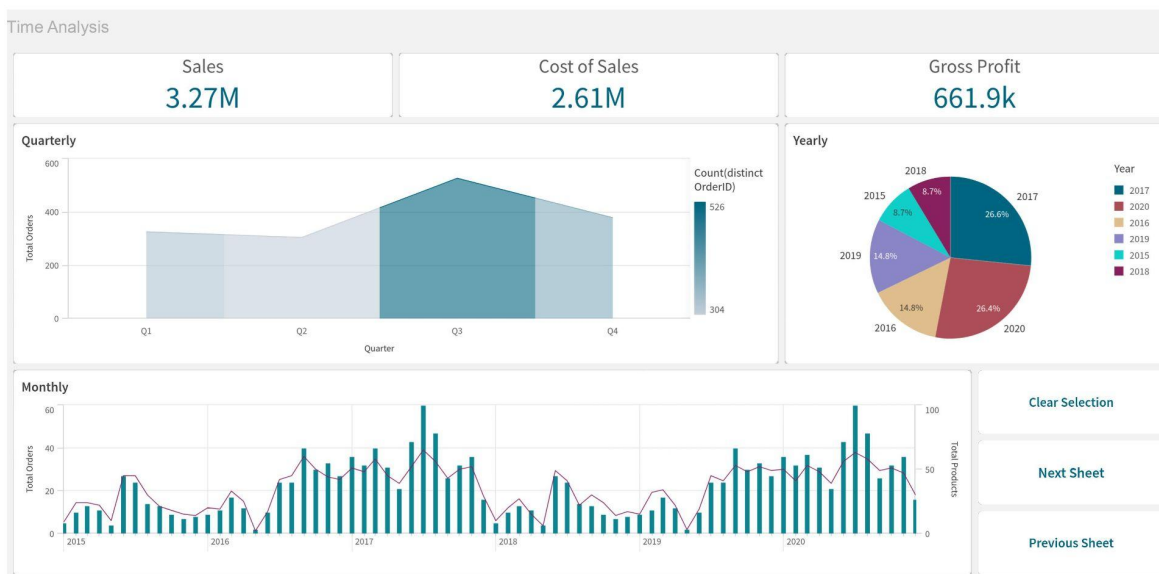 Time Analysis
Sales
3.27M
Cost of Sales
2.61M
Gross Profit
661.9k
Quarterly
Total Orders
600
400
200
0
Q1
Q2
Q3
Q4
Quarter
Count(distinct
OrderID)
526
304
Yearly
2018
2015
2019
2016
2017
2020
8.7%
8.7%
14.8%
14.8%
26.6%
26.4%
Year
2017
2020
2016
2019
2015
2018
Monthly
Total Orders
60
40
20
0
2015
2016
2017
2018
2019
2020
100
50
0
Total Products
Clear Selection
Next Sheet
Previous Sheet